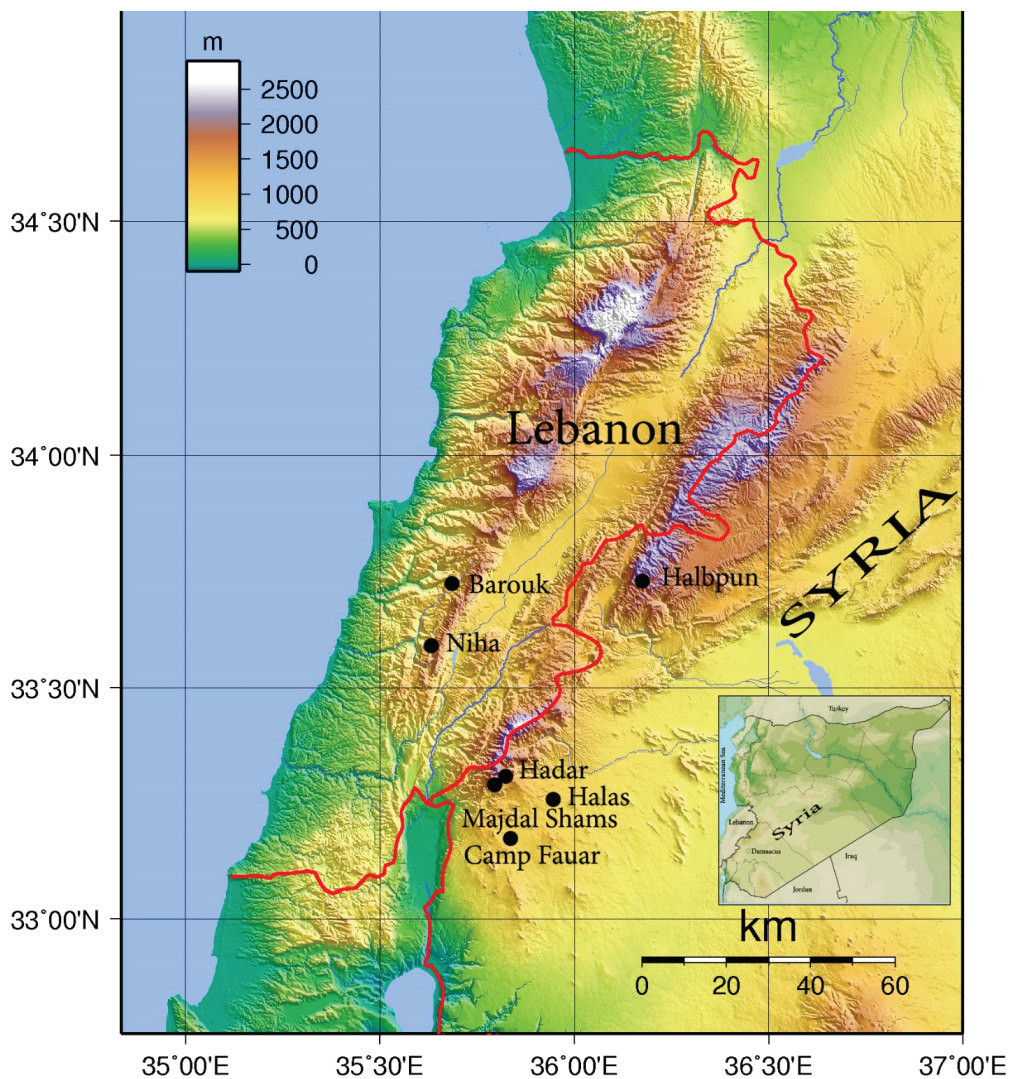 m
2500
2000
1500
1000
500
0
34°30'N
34°00'N
33°30'N
33°00'N
Lebanon
SYRIA
Barouk
Halbpun
Niha
Hadar
Halas
Majdal Shams
Camp Fauar
Turkey
Mediterranean Sea
Lebanon
Syria
Damascus
Iraq
Jordan
km
0 20 40 60
35°00'E 35°30'E 36°00'E 36°30'E 37°00'E